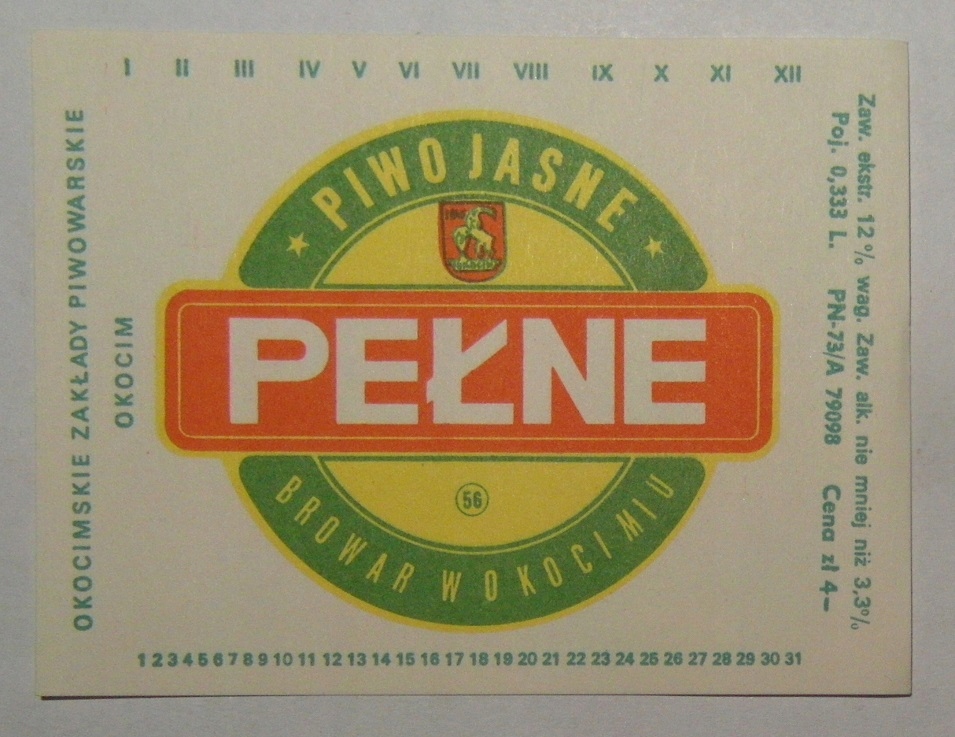 I II III IV V VI VII VIII IX X XI XII
OKOCIMSKIE ZAKŁADY PIWOWARSKIE
OKOCIM
PIWO JASNE
PEŁNE
56
BROWAR W OKOCIMIU
Zaw. ekstr. 12% wag. Zaw. alk. nie mniej niż 3,3%
Poj. 0,333 L. PN-73/A 79098 Cena zł 4–
1 2 3 4 5 6 7 8 9 10 11 12 13 14 15 16 17 18 19 20 21 22 23 24 25 26 27 28 29 30 31